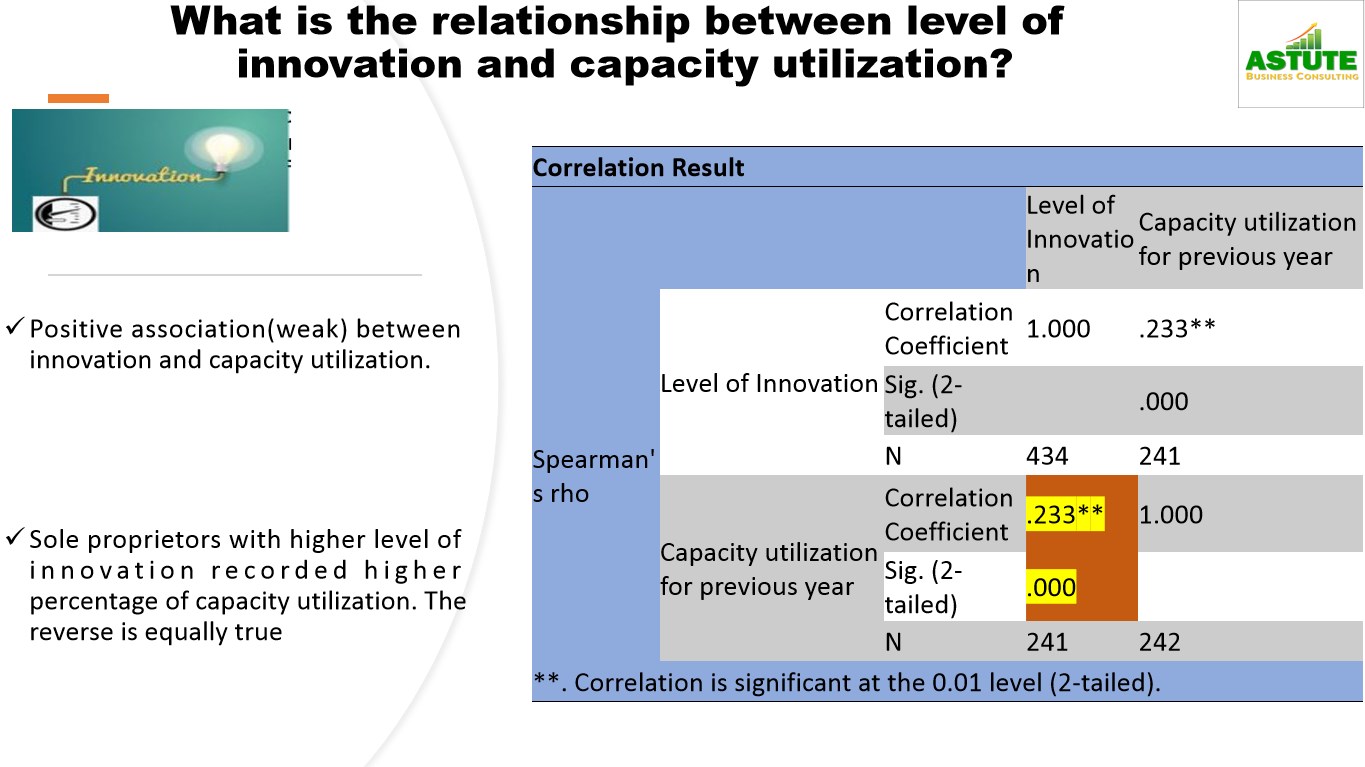 What is the relationship between level of
innovation and capacity utilization?
ASTUTE
BUSINESS CONSULTING
Innovation
✓ Positive association(weak) between
innovation and capacity utilization.
✓ Sole proprietors with higher level of
innovation recorded higher
percentage of capacity utilization. The
reverse is equally true
Correlation Result
Level of
Innovatio
n
Capacity utilization
for previous year
Spearman'
s rho
Level of Innovation
Correlation
Coefficient
1.000
.233**
Sig. (2-
tailed)
.000
N
434
241
Capacity utilization
for previous year
Correlation
Coefficient
.233**
1.000
Sig. (2-
tailed)
.000
N
241
242
**. Correlation is significant at the 0.01 level (2-tailed).